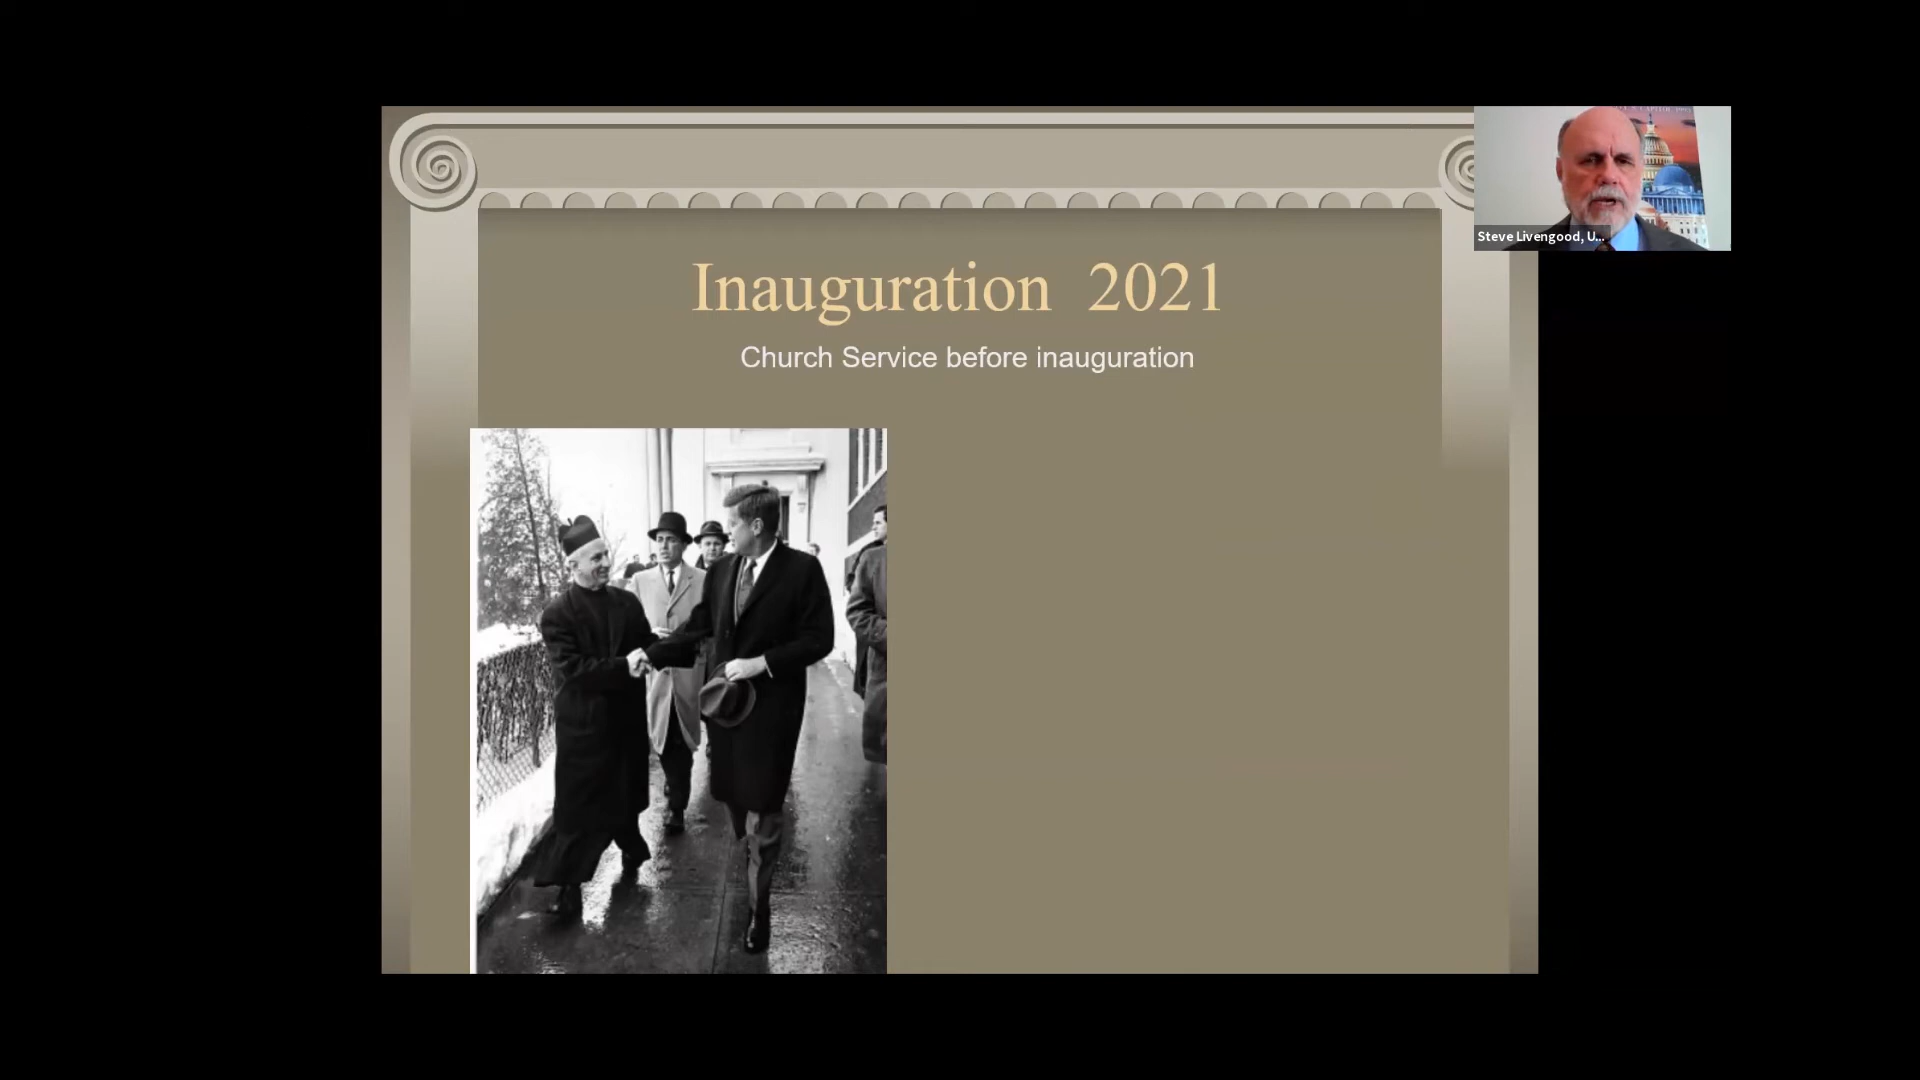 Inauguration 2021
Church Service before inauguration
Steve Livengood, U...